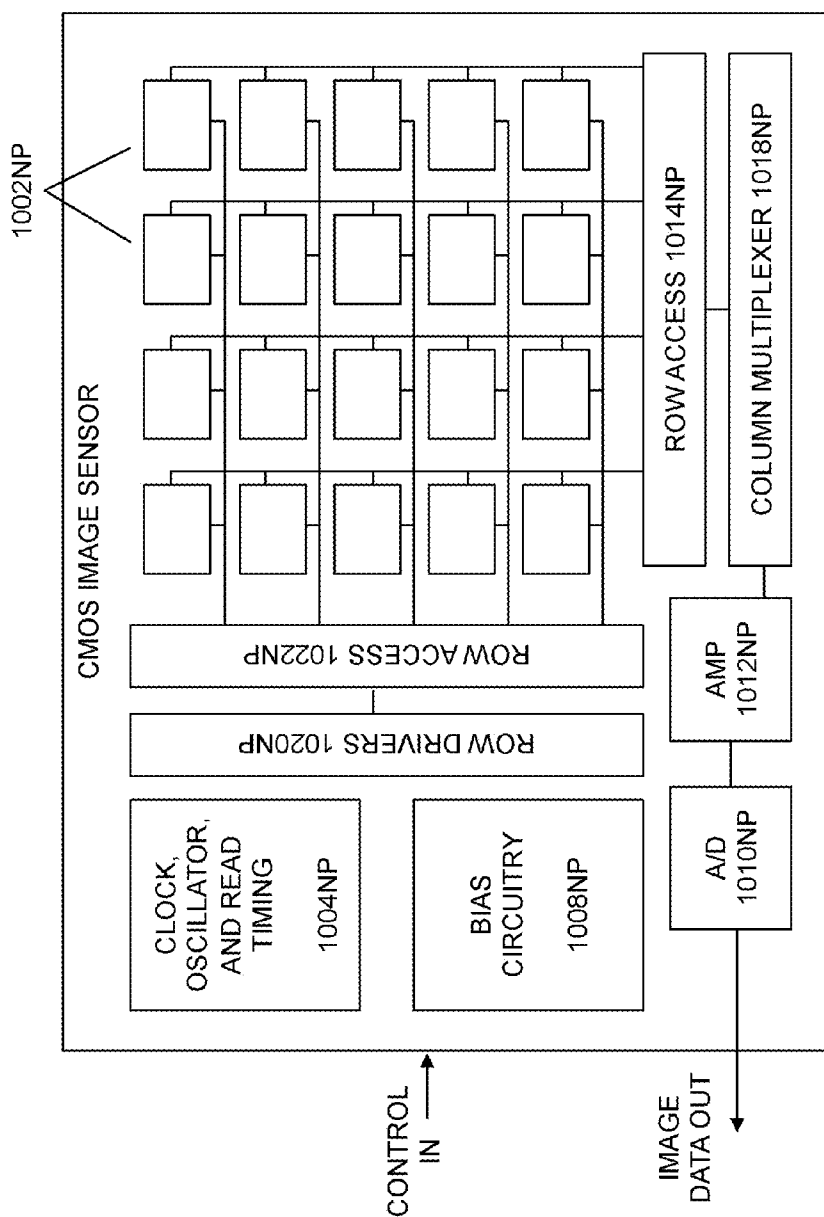 1002NP
CMOS IMAGE SENSOR
CLOCK,
OSCILLATOR,
AND READ
TIMING
1004NP
BIAS
CIRCUITRY
1008NP
ROW DRIVERS 1020NP
ROW ACCESS 1022NP
ROW ACCESS 1014NP
COLUMN MULTIPLEXER 1018NP
AMP
1012NP
A/D
1010NP
CONTROL
IN
IMAGE
DATA OUT